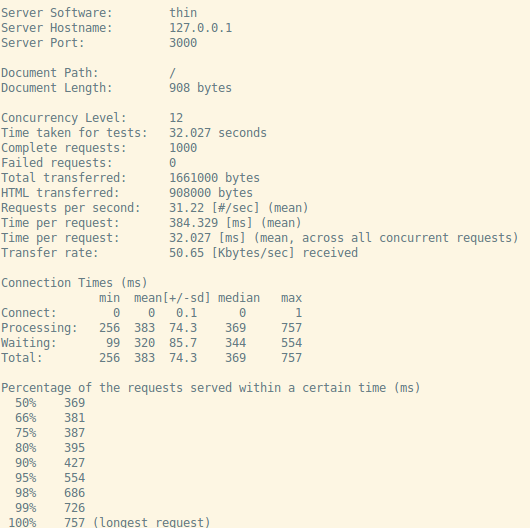 Server Software:        thin
Server Hostname:        127.0.0.1
Server Port:            3000

Document Path:          /
Document Length:        908 bytes

Concurrency Level:      12
Time taken for tests:   32.027 seconds
Complete requests:      1000
Failed requests:        0
Total transferred:      1661000 bytes
HTML transferred:       908000 bytes
Requests per second:    31.22 [#/sec] (mean)
Time per request:       384.329 [ms] (mean)
Time per request:       32.027 [ms] (mean, across all concurrent requests)
Transfer rate:          50.65 [Kbytes/sec] received

Connection Times (ms)
              min  mean[+/-sd] median   max
Connect:        0    0   0.1      0       1
Processing:   256  383  74.3    369     757
Waiting:       99  320  85.7    344     554
Total:        256  383  74.3    369     757

Percentage of the requests served within a certain time (ms)
  50%    369
  66%    381
  75%    387
  80%    395
  90%    427
  95%    554
  98%    686
  99%    726
 100%    757 (longest request)